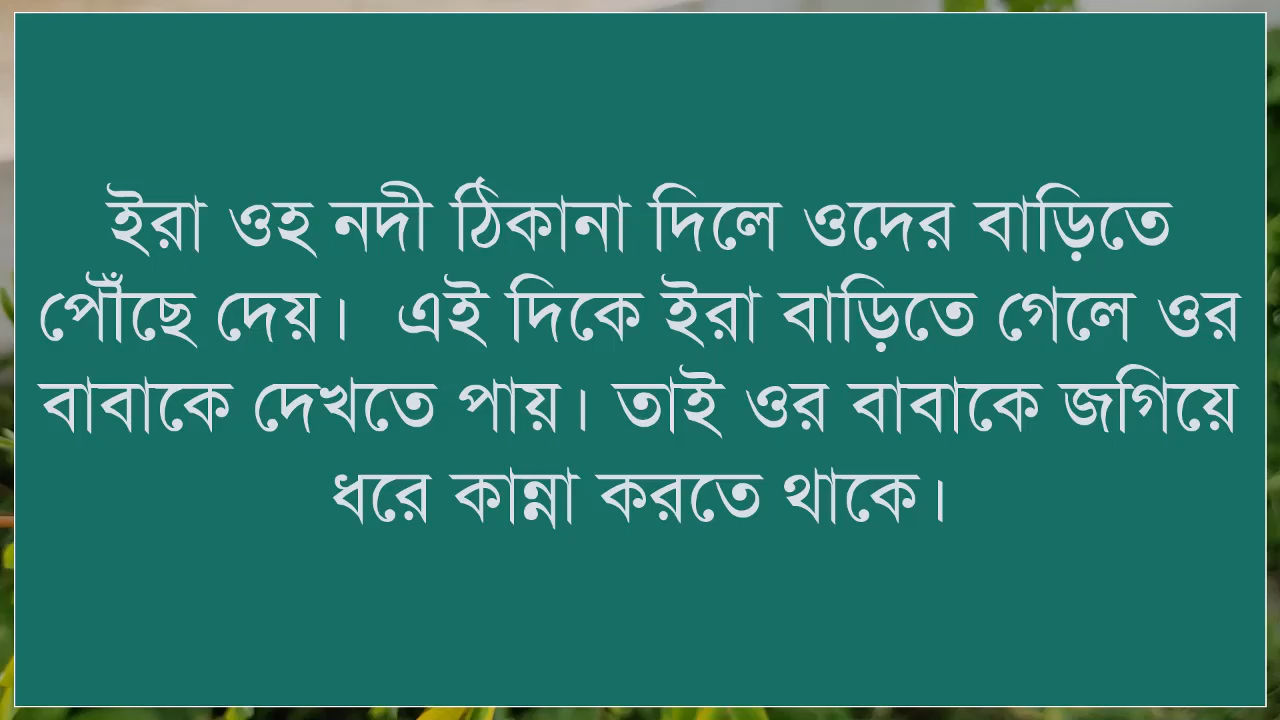 ইরা ওহ নদী ঠিকানা দিলে ওদের বাড়িতে
পৌঁছে দেয়। এই দিকে ইরা বাড়িতে গেলে ওর
বাবাকে দেখতে পায়। তাই ওর বাবাকে জগিয়ে
ধরে কান্না করতে থাকে।